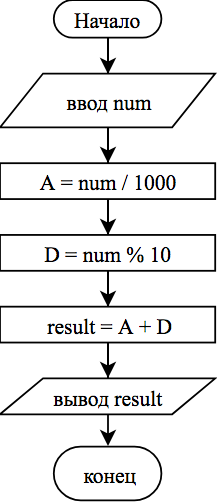 Начало
ввод num
A = num / 1000
D = num % 10
result = A + D
вывод result
конец